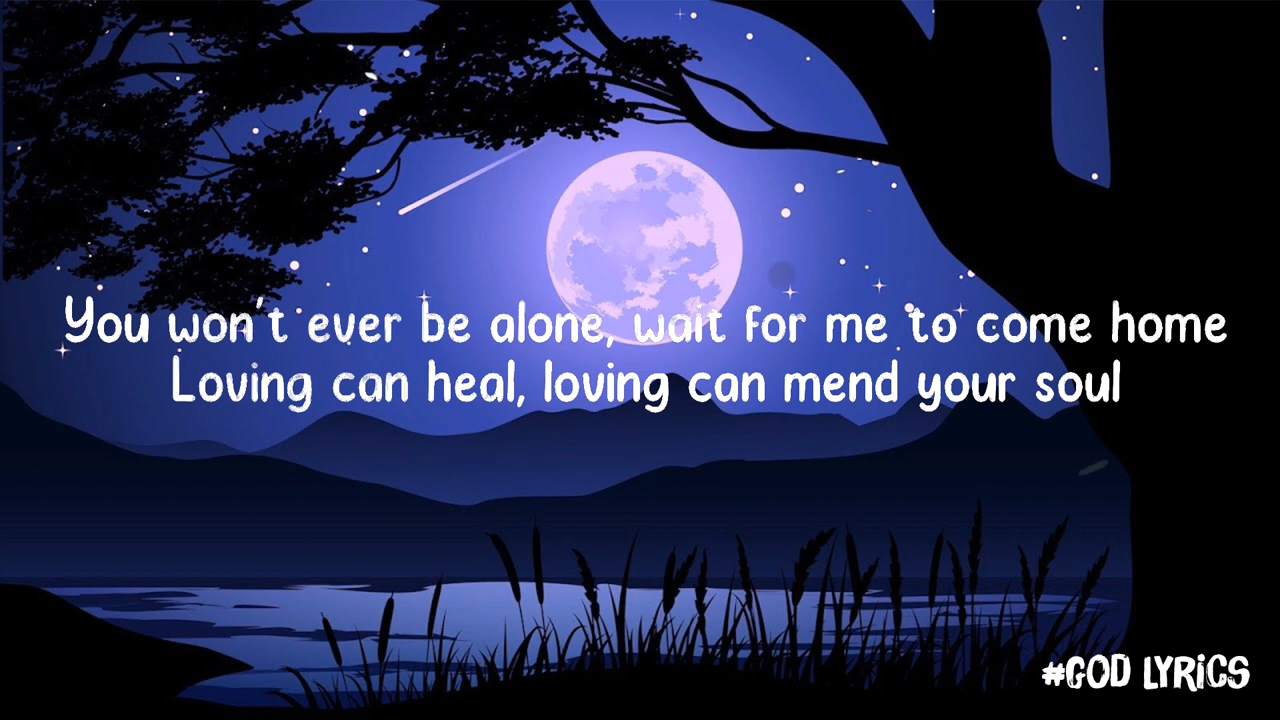 You won't ever be alone, wait for me to come home
Loving can heal, loving can mend your soul
#GOD LYRiCS